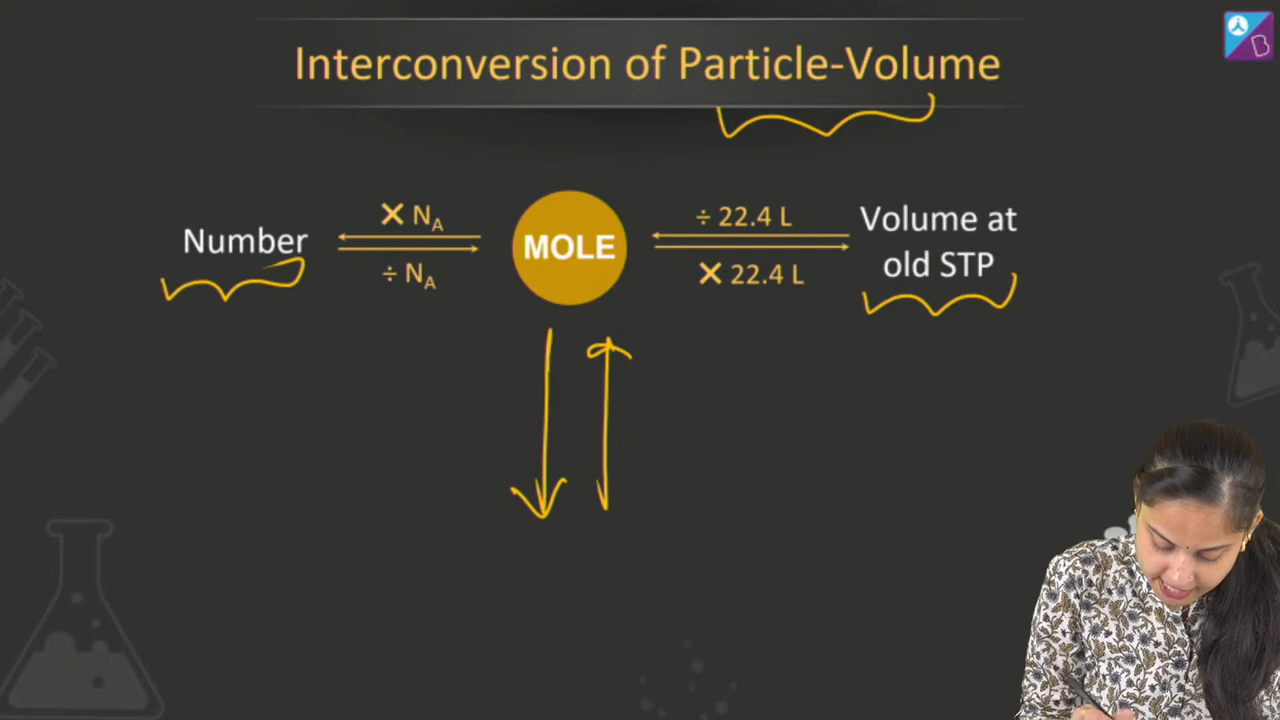 Interconversion of Particle-Volume
Number
× N_A
÷ N_A
MOLE
÷ 22.4 L
× 22.4 L
Volume at
old STP
B